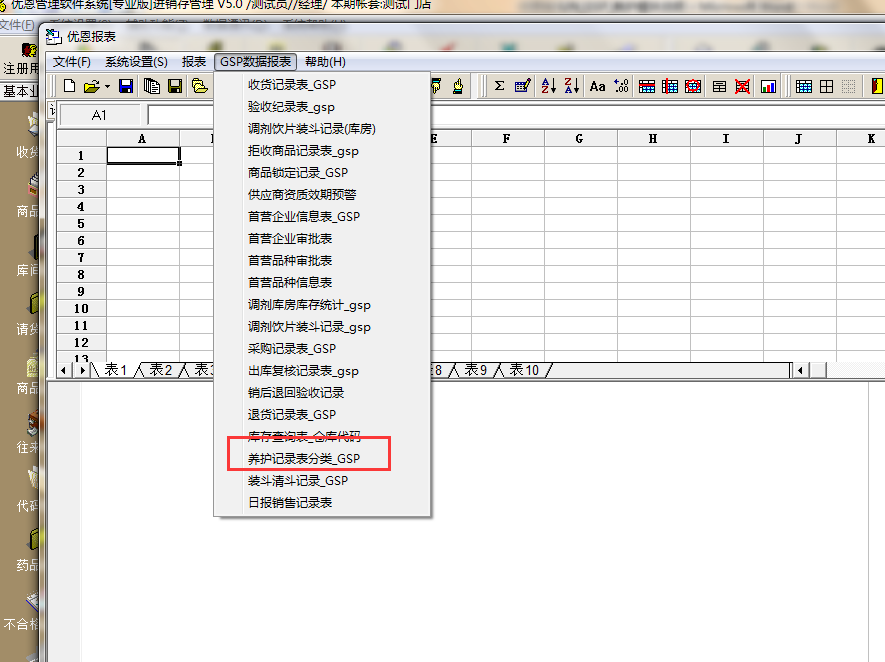 优恩管理软件系统[专业版]进销存管理 V5.0 /测试员//经理/ 本期帐套:测试门店
文件(F)
注册用
基本业
收货
商品
库间
请货
商品
往来
代码
药品
不合格
优恩报表
文件(F) 系统设置(S) 报表 GSP数据报表 帮助(H)
Σ Aa
A1
A E F G H I J K
1
2
3
4
5
6
7
8
9
10
11
12
13
表1 表2 表3 8 表9 表10
收货记录表_GSP
验收纪录表_gsp
调剂饮片装斗记录(库房)
拒收商品记录表_gsp
商品锁定记录_GSP
供应商资质效期预警
首营企业信息表_GSP
首营企业审批表
首营品种审批表
首营品种信息表
调剂库房库存统计_gsp
调剂饮片装斗记录_gsp
采购记录表_GSP
出库复核记录表_gsp
销后退回验收记录
退货记录表_GSP
库存查询表_仓库代码
养护记录表分类_GSP
装斗清斗记录_GSP
日报销售记录表